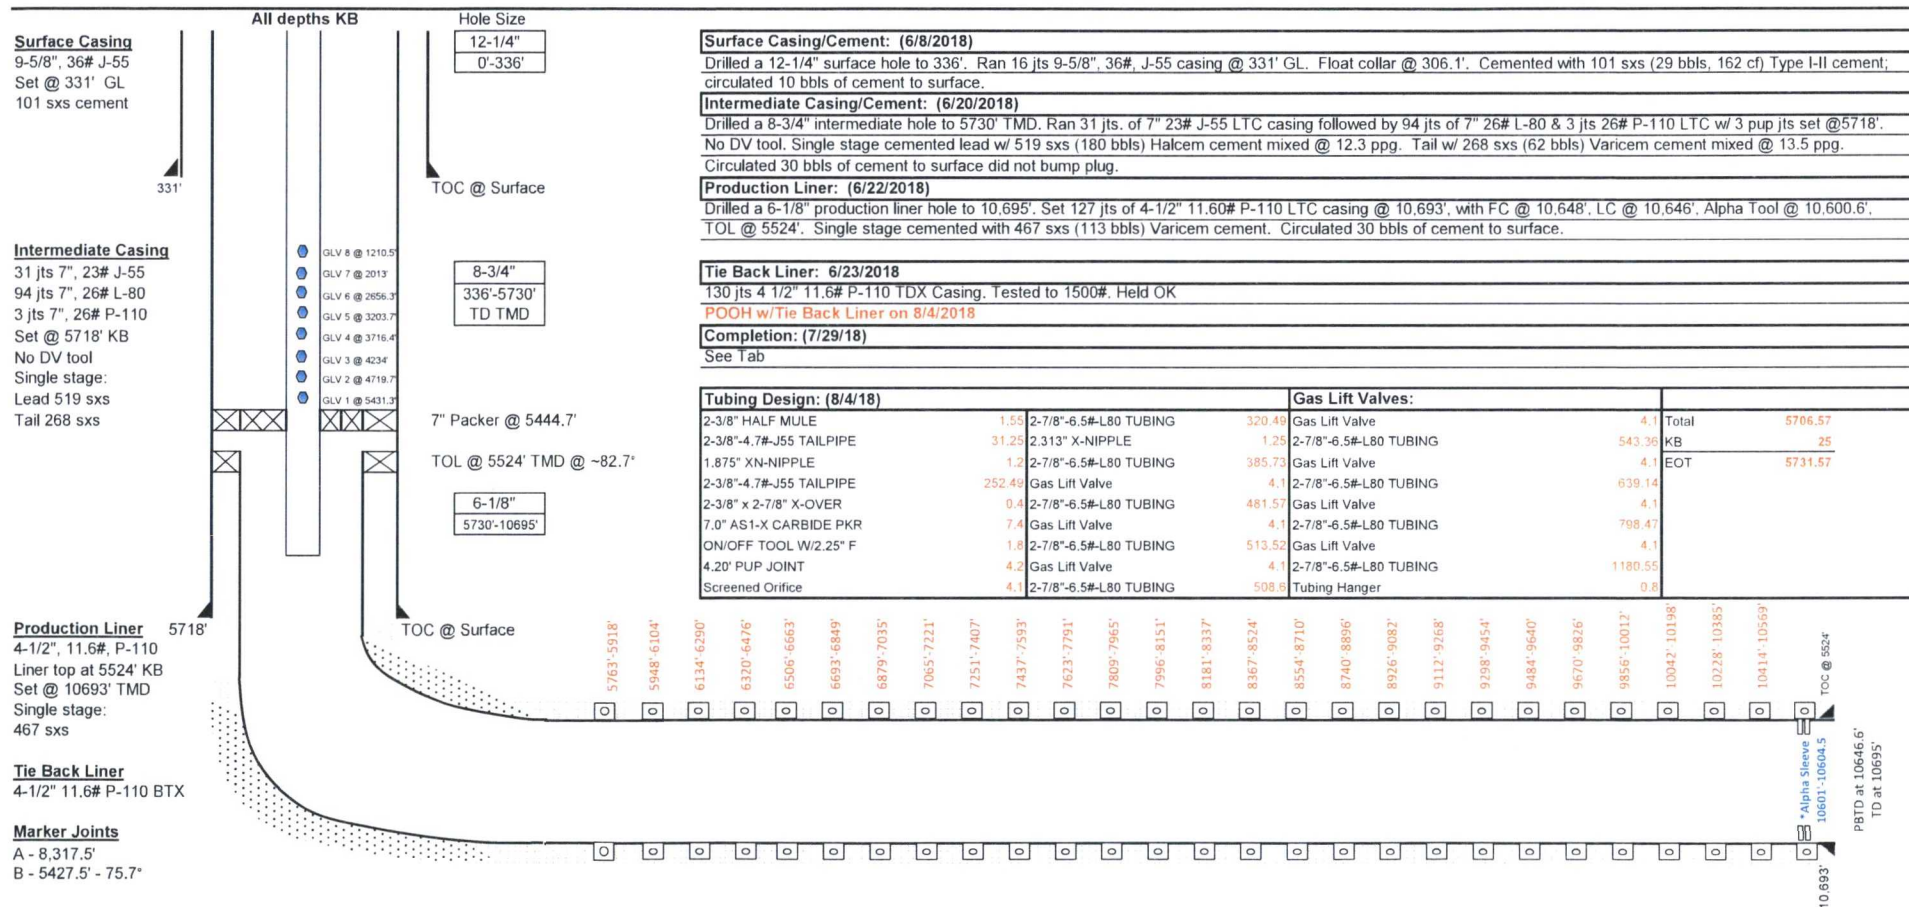 All depths KB
Hole Size
12-1/4"
0'-336'
Surface Casing
9-5/8", 36# J-55
Set @ 331' GL
101 sxs cement
331'
TOC @ Surface
Surface Casing/Cement: (6/8/2018)
Drilled a 12-1/4" surface hole to 336'. Ran 16 jts 9-5/8", 36#, J-55 casing @ 331' GL. Float collar @ 306.1'. Cemented with 101 sxs (29 bbls, 162 cf) Type I-II cement;
circulated 10 bbls of cement to surface.
Intermediate Casing/Cement: (6/20/2018)
Drilled a 8-3/4" intermediate hole to 5730' TMD. Ran 31 jts. of 7" 23# J-55 LTC casing followed by 94 jts of 7" 26# L-80 & 3 jts 26# P-110 LTC w/ 3 pup jts set @5718'.
No DV tool. Single stage cemented lead w/ 519 sxs (180 bbls) Halcem cement mixed @ 12.3 ppg. Tail w/ 268 sxs (62 bbls) Varicem cement mixed @ 13.5 ppg.
Circulated 30 bbls of cement to surface did not bump plug.
Production Liner: (6/22/2018)
Drilled a 6-1/8" production liner hole to 10,695'. Set 127 jts of 4-1/2" 11.60# P-110 LTC casing @ 10,693', with FC @ 10,648', LC @ 10,646', Alpha Tool @ 10,600.6',
TOL @ 5524'. Single stage cemented with 467 sxs (113 bbls) Varicem cement. Circulated 30 bbls of cement to surface.
Tie Back Liner: 6/23/2018
130 jts 4 1/2" 11.6# P-110 TDX Casing. Tested to 1500#. Held OK
POOH w/Tie Back Liner on 8/4/2018
Completion: (7/29/18)
See Tab
Intermediate Casing
31 jts 7", 23# J-55
94 jts 7", 26# L-80
3 jts 7", 26# P-110
Set @ 5718' KB
No DV tool
Single stage:
Lead 519 sxs
Tail 268 sxs
GLV 8 @ 1210.5'
GLV 7 @ 2013'
GLV 6 @ 2656.3'
GLV 5 @ 3203.7'
GLV 4 @ 3716.4'
GLV 3 @ 4234'
GLV 2 @ 4719.7'
GLV 1 @ 5431.3'
8-3/4"
336'-5730'
TD TMD
7" Packer @ 5444.7'
TOL @ 5524' TMD @ ~82.7°
6-1/8"
5730'-10695'
Tubing Design: (8/4/18) Gas Lift Valves:
2-3/8" HALF MULE 1.55 2-7/8"-6.5#-L80 TUBING 320.49 Gas Lift Valve 4.1 Total 5706.57
2-3/8"-4.7#-J55 TAILPIPE 31.25 2.313" X-NIPPLE 1.25 2-7/8"-6.5#-L80 TUBING 543.36 KB 25
1.875" XN-NIPPLE 1.2 2-7/8"-6.5#-L80 TUBING 385.73 Gas Lift Valve 4.1 EOT 5731.57
2-3/8"-4.7#-J55 TAILPIPE 252.49 Gas Lift Valve 4.1 2-7/8"-6.5#-L80 TUBING 639.14
2-3/8" x 2-7/8" X-OVER 0.4 2-7/8"-6.5#-L80 TUBING 481.57 Gas Lift Valve 4.1
7.0" AS1-X CARBIDE PKR 7.4 Gas Lift Valve 4.1 2-7/8"-6.5#-L80 TUBING 798.47
ON/OFF TOOL W/2.25" F 1.8 2-7/8"-6.5#-L80 TUBING 513.52 Gas Lift Valve 4.1
4.20' PUP JOINT 4.2 Gas Lift Valve 4.1 2-7/8"-6.5#-L80 TUBING 1180.55
Screened Orifice 4.1 2-7/8"-6.5#-L80 TUBING 508.6 Tubing Hanger 0.8
5718'
TOC @ Surface
Production Liner
4-1/2", 11.6#, P-110
Liner top at 5524' KB
Set @ 10693' TMD
Single stage:
467 sxs
Tie Back Liner
4-1/2" 11.6# P-110 BTX
Marker Joints
A - 8,317.5'
B - 5427.5' - 75.7°
5763'-5918'
5948'-6104'
6134'-6290'
6320'-6476'
6506'-6663'
6693'-6849'
6879'-7035'
7065'-7221'
7251'-7407'
7437'-7593'
7623'-7791'
7809'-7965'
7996'-8151'
8181'-8337'
8367'-8524'
8554'-8710'
8740'-8896'
8926'-9082'
9112'-9268'
9298'-9454'
9484'-9640'
9670'-9826'
9856'-10012'
10042'-10198'
10228'-10385'
10414'-10569'
TOC @ 5524'
*Alpha Sleeve
10601'-10604.5
PBTD at 10646.6'
TD at 10695'
10,693'